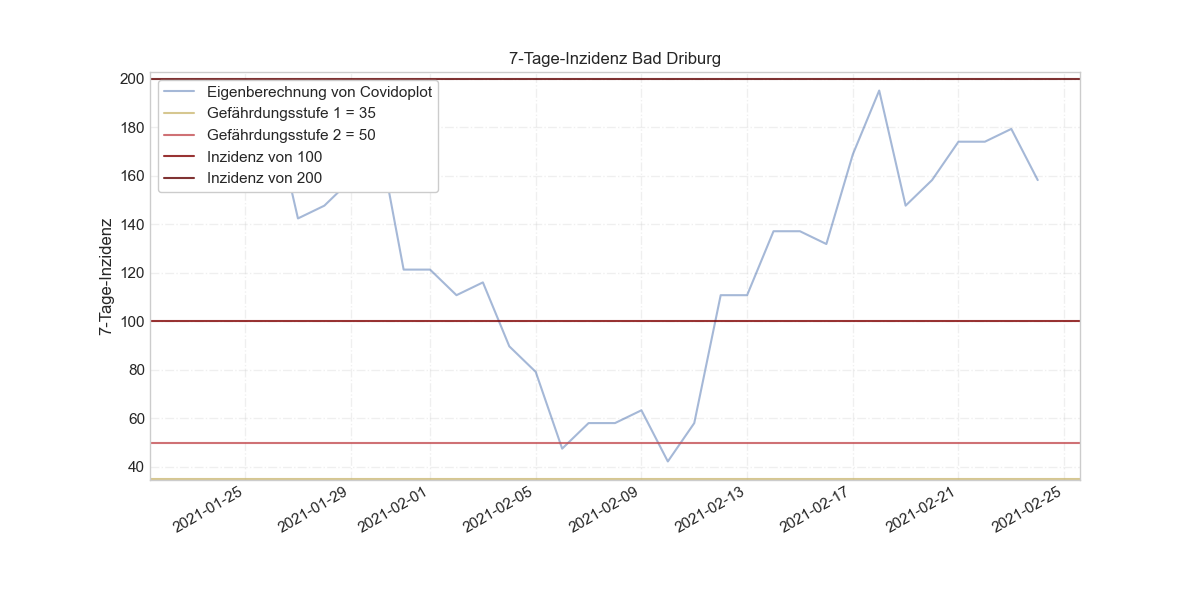 7-Tage-Inzidenz Bad Driburg
7-Tage-Inzidenz
200
180
160
140
120
100
80
60
40
Eigenberechnung von Covidoplot
Gefährdungsstufe 1 = 35
Gefährdungsstufe 2 = 50
Inzidenz von 100
Inzidenz von 200
2021-01-25
2021-01-29
2021-02-01
2021-02-05
2021-02-09
2021-02-13
2021-02-17
2021-02-21
2021-02-25